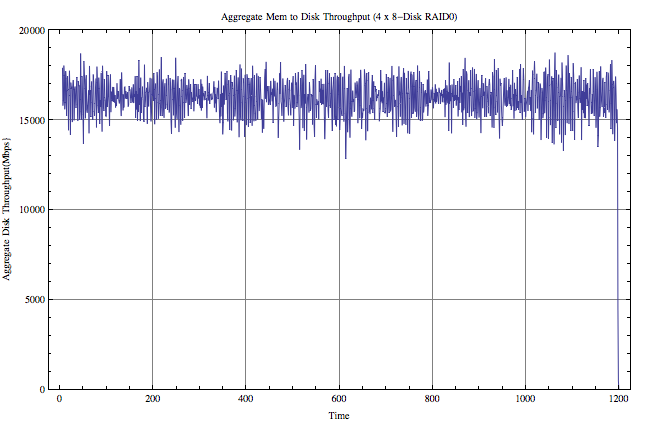 Aggregate Mem to Disk Throughput (4 x 8−Disk RAID0)
20000
15000
10000
5000
0
Aggregate Disk Throughput(Mbps}
0 200 400 600 800 1000 1200
Time